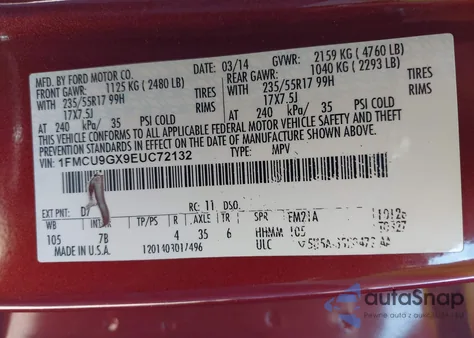 MFD. BY FORD MOTOR CO.
03/14 GVWR: 2159 KG ( 4760 LB)
FRONT GAWR: 1125 KG ( 2480 LB)
REAR GAWR: 1040 KG ( 2293 LB)
235/55R17 99H TIRES 235/55R17 99H TIRES
17X7.5J RIMS 17X7.5J RIMS
AT 240 kPa/ 35 PSI COLD AT 240 kPa/ 35 PSI COLD
THIS VEHICLE CONFORMS TO ALL APPLICABLE FEDERAL MOTOR VEHICLE SAFETY, BUMPER, AND THEFT PREVENTION STANDARDS IN EFFECT ON THE DATE OF MANUFACTURE SHOWN ABOVE.
VIN: 1FMCU9GX9EUC72132
TYPE: MPV
EXT PNT: RC: 11 DSO:
WB TP/PS R AXLE TR SPR EM21A
105 7B 4 35 6 HHMM 105
MADE IN U.S.A. 1201403017496 ULC
autoSnap